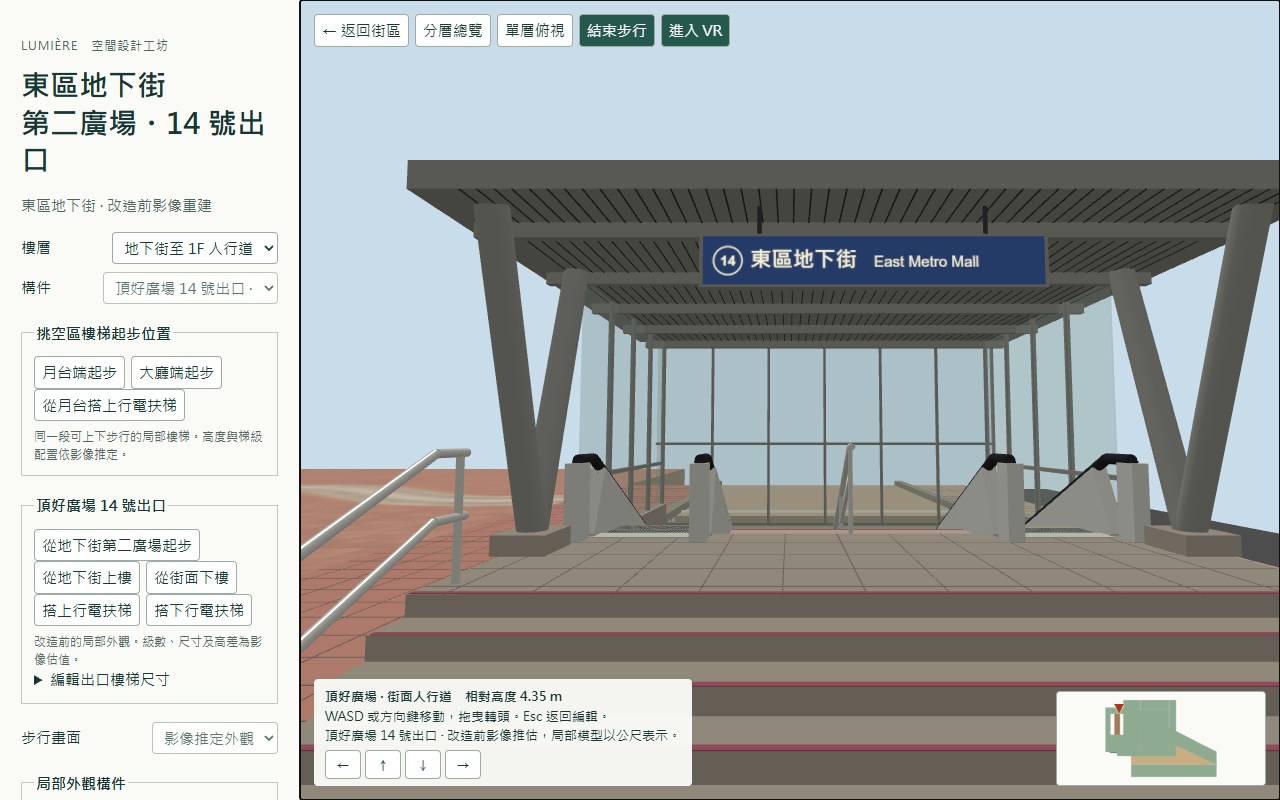 LUMIÈRE 空間設計工坊
東區地下街
第二廣場・14 號出
口
東區地下街・改造前影像重建
樓層
地下街至 1F 人行道
構件
頂好廣場 14 號出口・
挑空區樓梯起步位置
月台端起步
大廳端起步
從月台搭上行電扶梯
同一段可上下步行的局部樓梯。高度與梯級
配置依影像推定。
頂好廣場 14 號出口
從地下街第二廣場起步
從地下街上樓
從街面下樓
搭上行電扶梯
搭下行電扶梯
改造前的局部外觀。級數、尺寸及高差為影
像估值。
▶ 編輯出口樓梯尺寸
步行畫面
影像推定外觀
局部外觀構件
← 返回街區
分層總覽
單層俯視
結束步行
進入 VR
14 東區地下街 East Metro Mall
頂好廣場・街面人行道 相對高度 4.35 m
WASD 或方向鍵移動，拖曳轉頭。Esc 返回編輯。
頂好廣場 14 號出口・改造前影像推估，局部模型以公尺表示。
← ↑ ↓ →